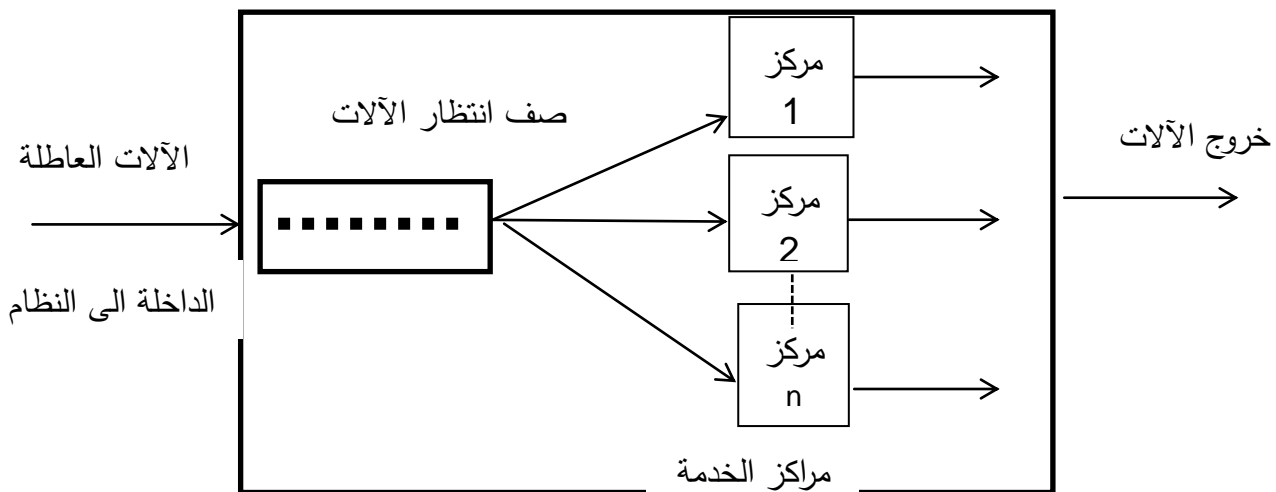 مركز
1
صف انتظار الآلات
خروج الآلات
الآلات العاطلة
مركز
2
الداخلة الى النظام
مركز
n
مراكز الخدمة